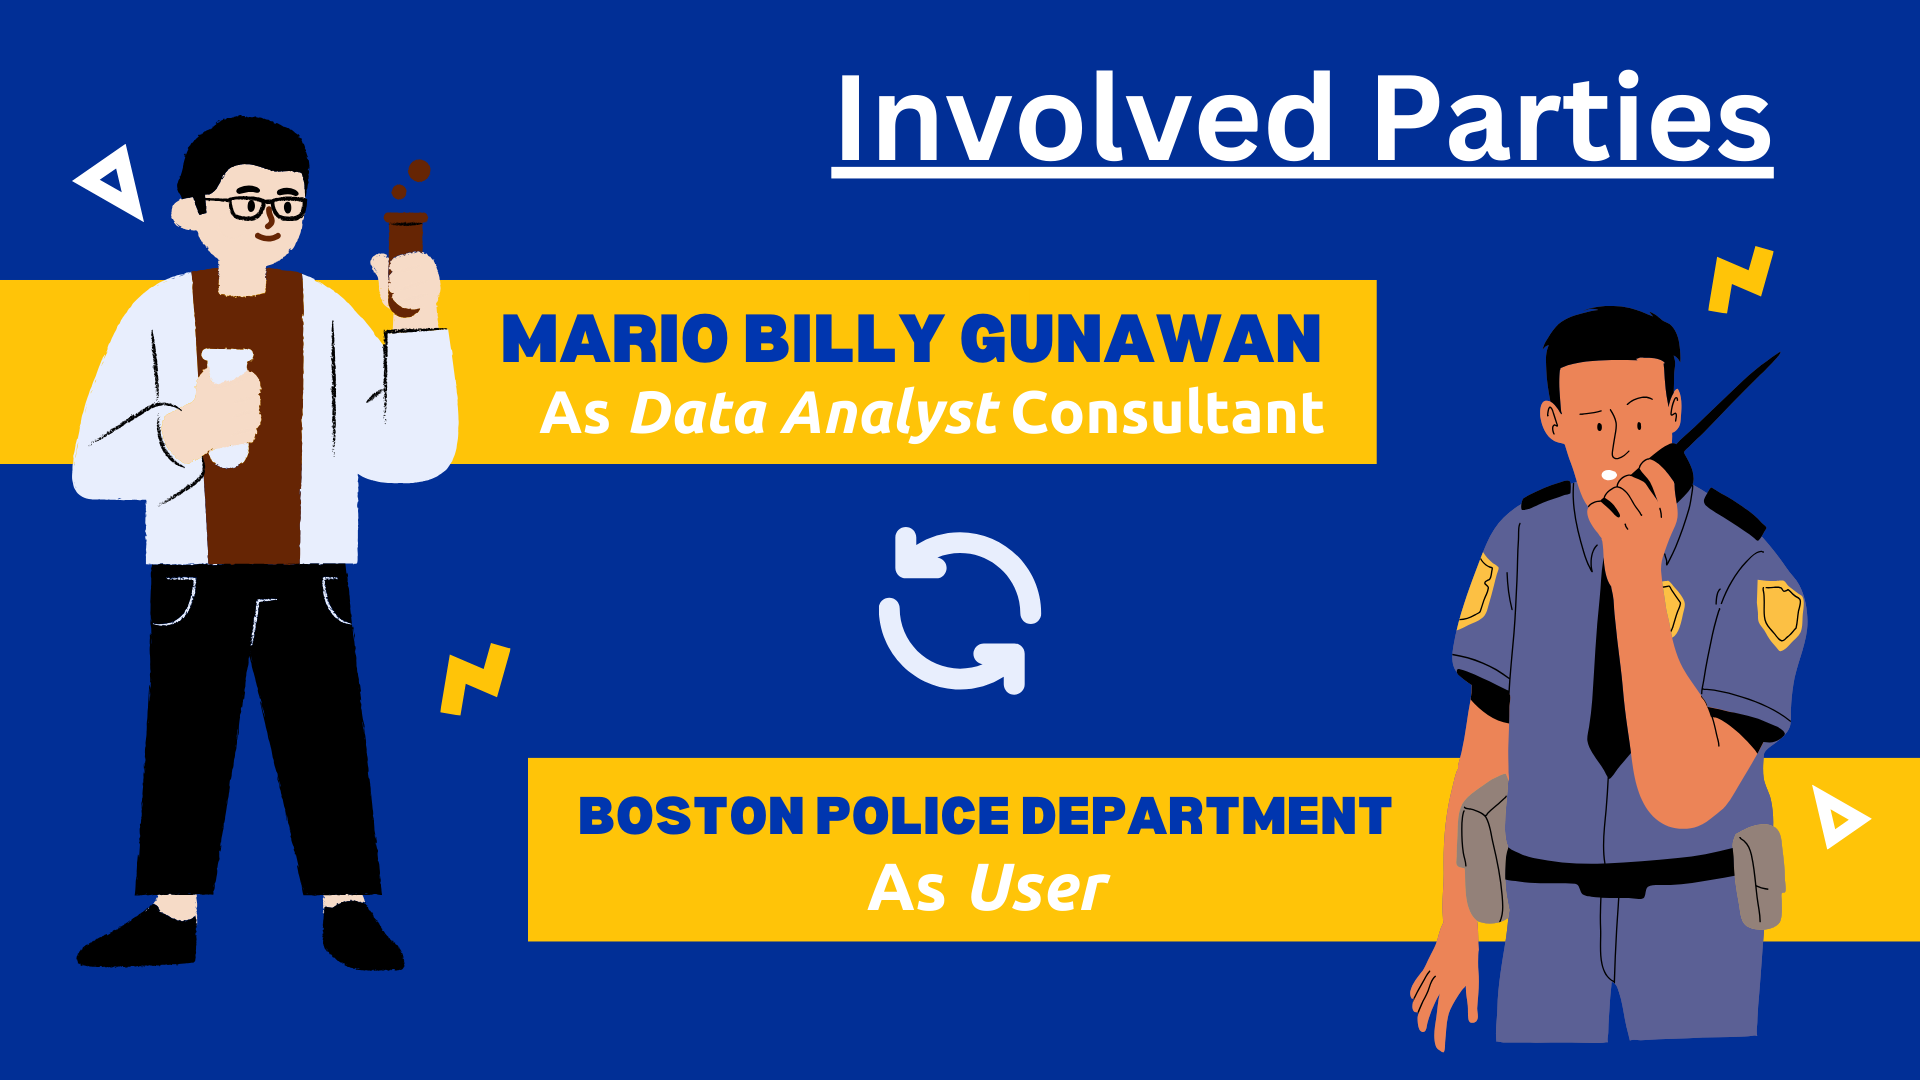 Involved Parties
MARIO BILLY GUNAWAN
As Data Analyst Consultant
BOSTON POLICE DEPARTMENT
As User